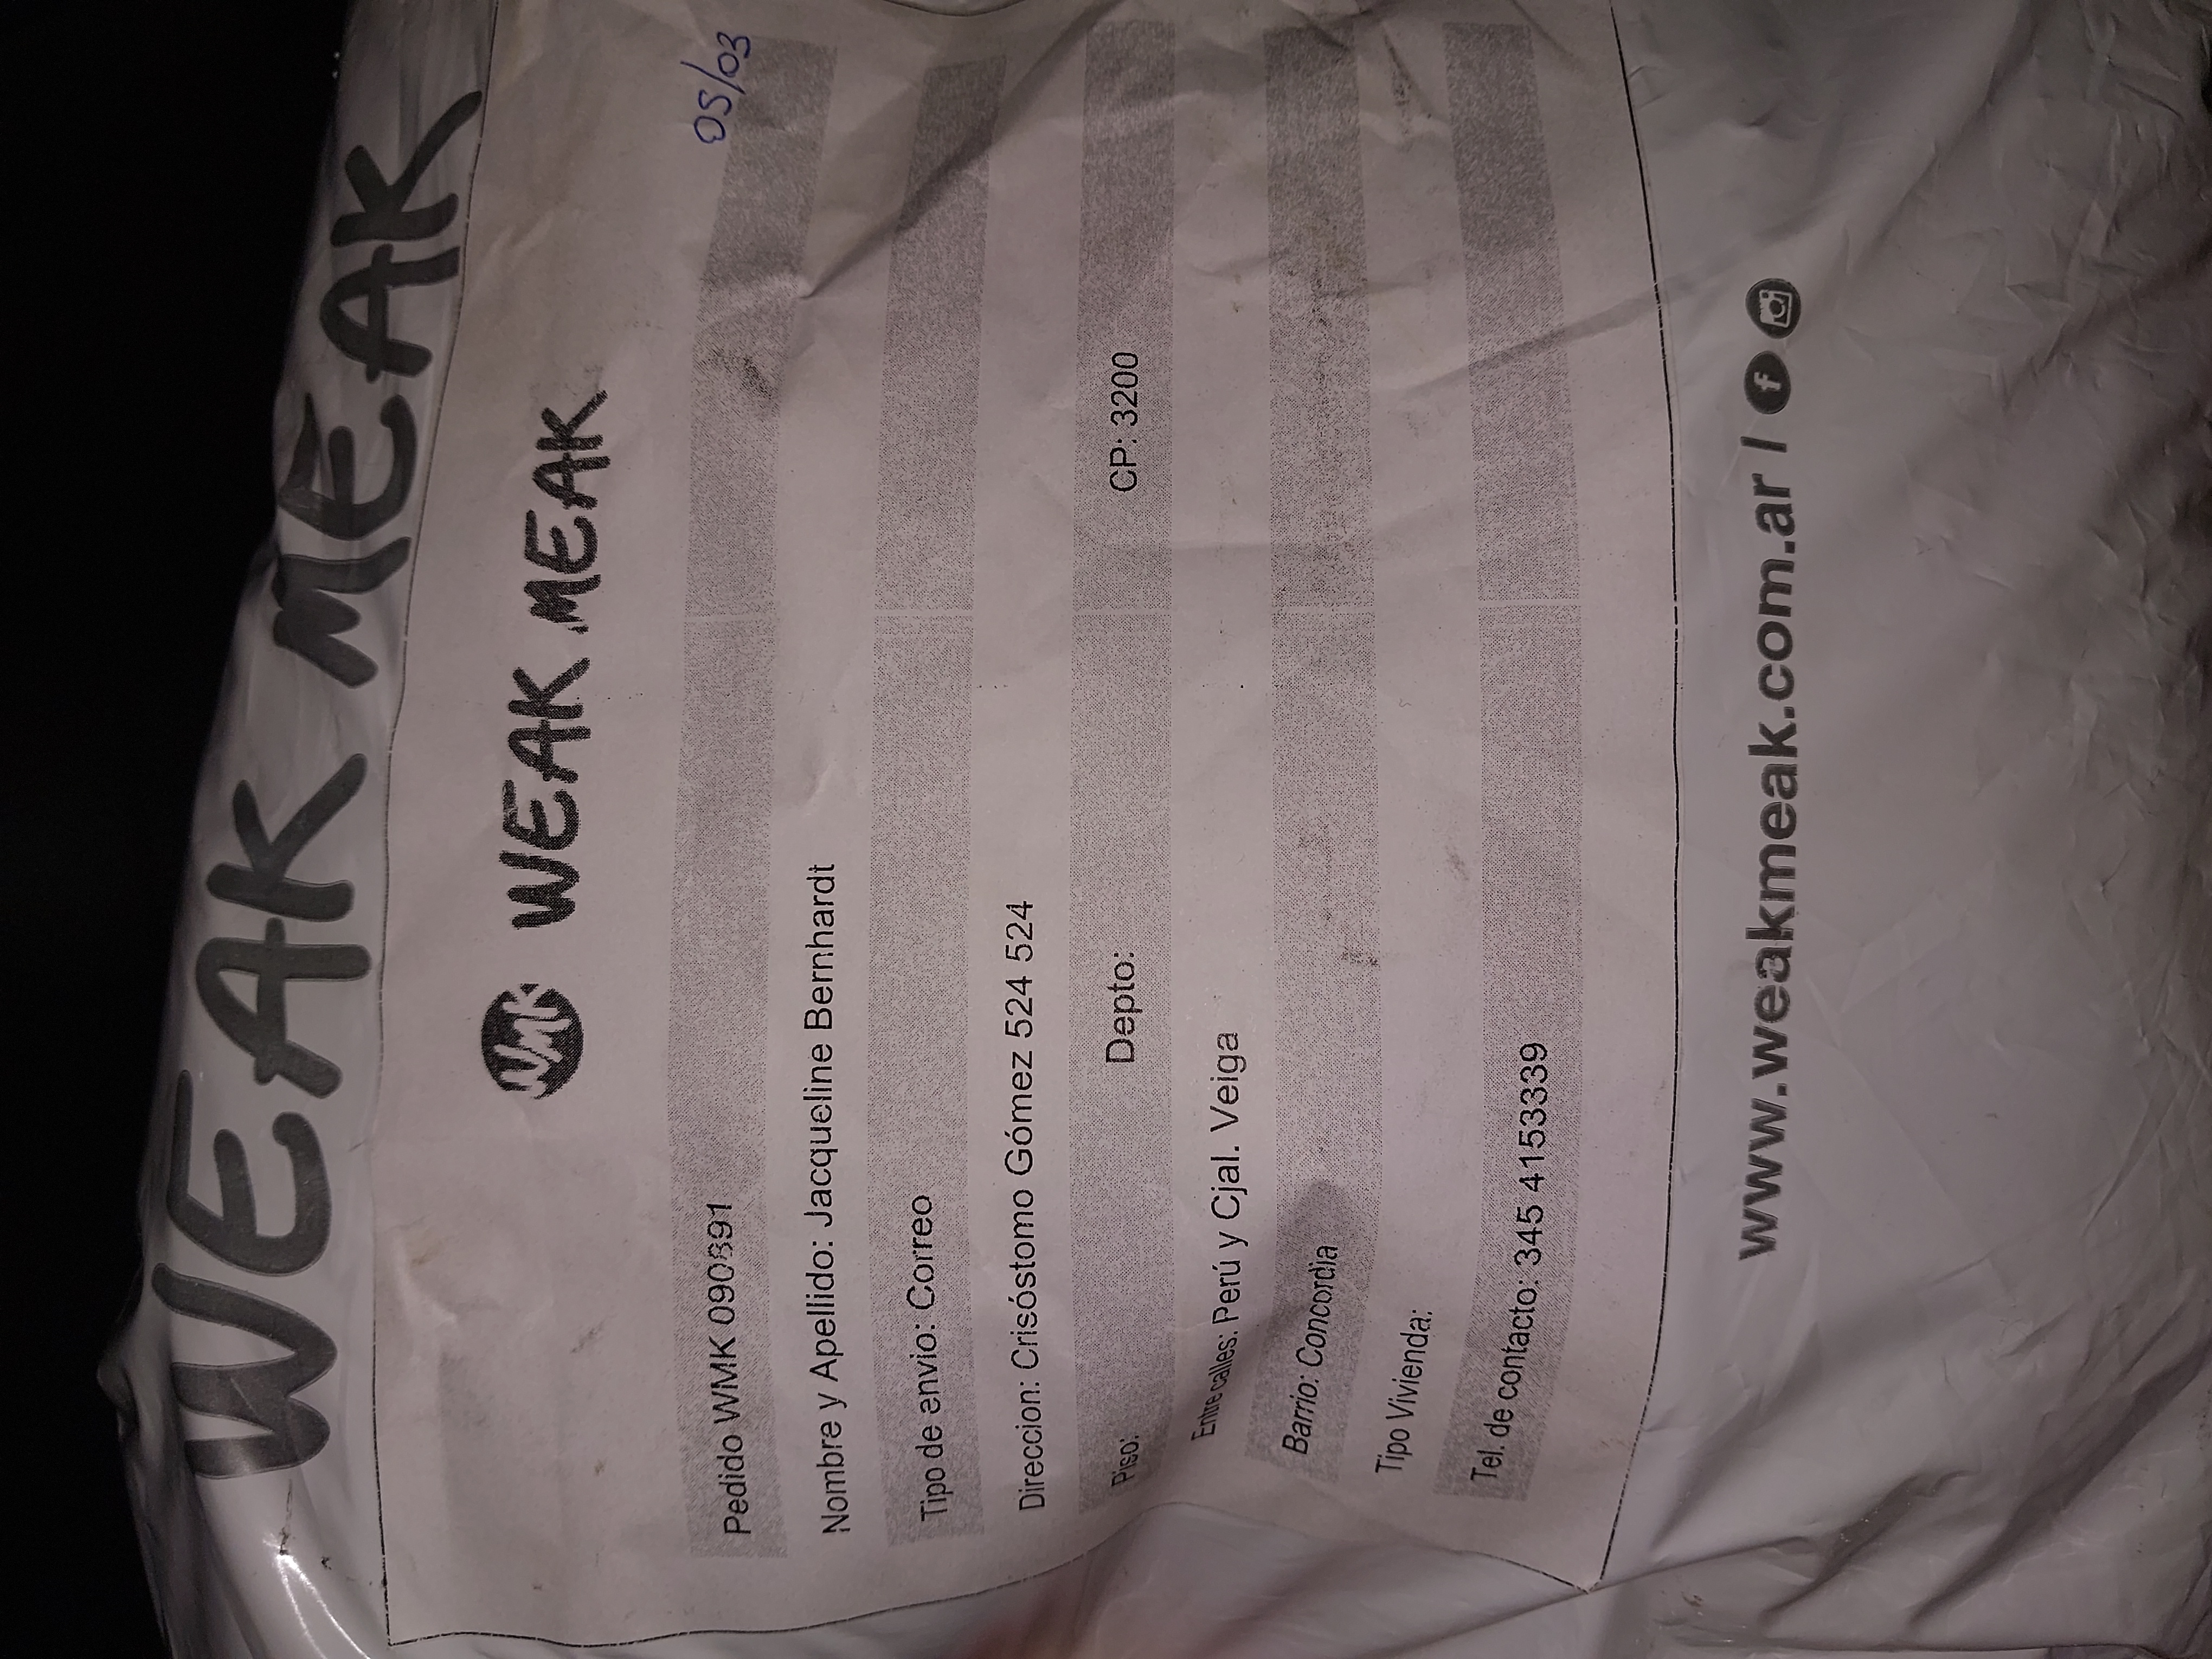 WEAK MEAK
WMK WEAK MEAK
05/03
Pedido WMK 090891
Nombre y Apellido: Jacqueline Bernhardt
Tipo de envio: Correo
Direccion: Crisóstomo Gómez 524 524
Piso: Depto: CP: 3200
Entre calles: Perú y Cjal. Veiga
Barrio: Concordia
Tipo Vivienda:
Tel. de contacto: 345 4153339
www.weakmeak.com.ar /